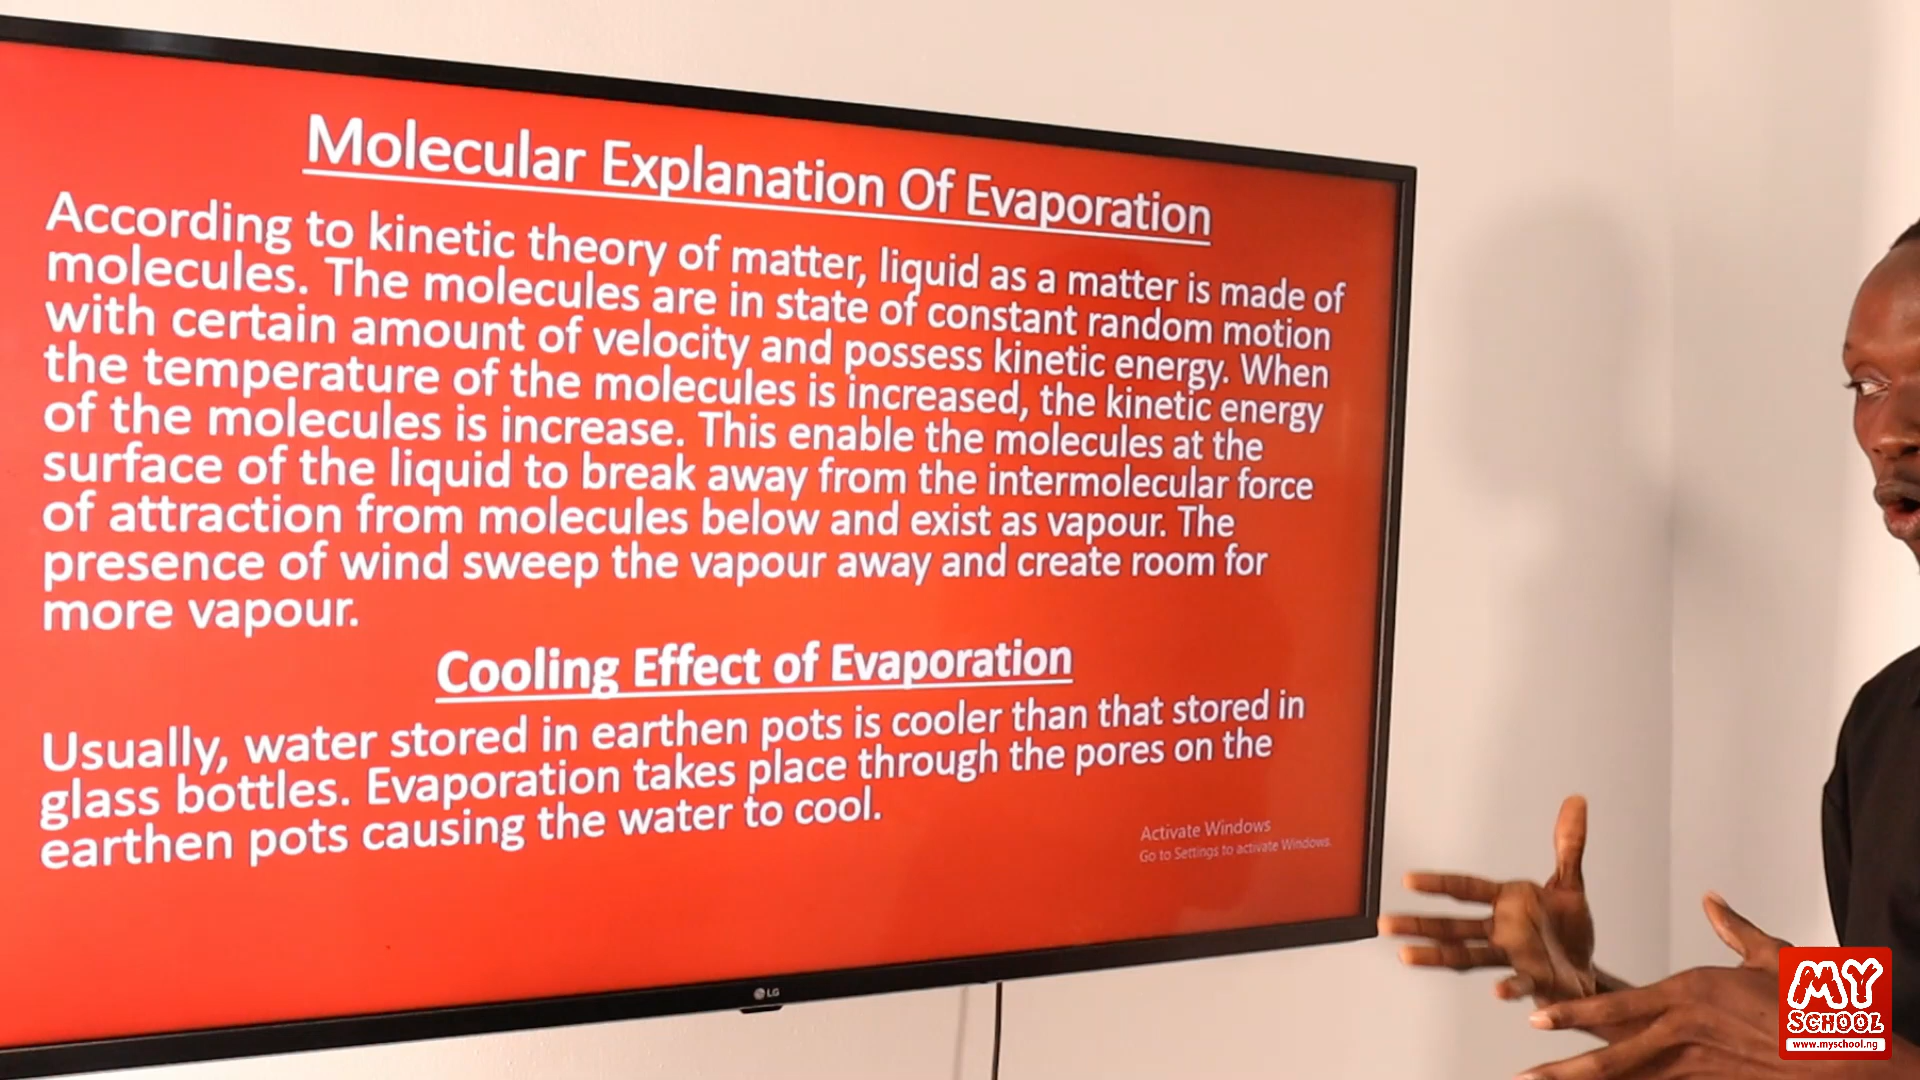 Molecular Explanation Of Evaporation
According to kinetic theory of matter, liquid as a matter is made of
molecules. The molecules are in state of constant random motion
with certain amount of velocity and possess kinetic energy. When
the temperature of the molecules is increased, the kinetic energy
of the molecules is increase. This enable the molecules at the
surface of the liquid to break away from the intermolecular force
of attraction from molecules below and exist as vapour. The
presence of wind sweep the vapour away and create room for
more vapour.
Cooling Effect of Evaporation
Usually, water stored in earthen pots is cooler than that stored in
glass bottles. Evaporation takes place through the pores on the
earthen pots causing the water to cool.
Activate Windows
Go to Settings to activate Windows.
LG
MY
SCHOOL
www.myschool.ng